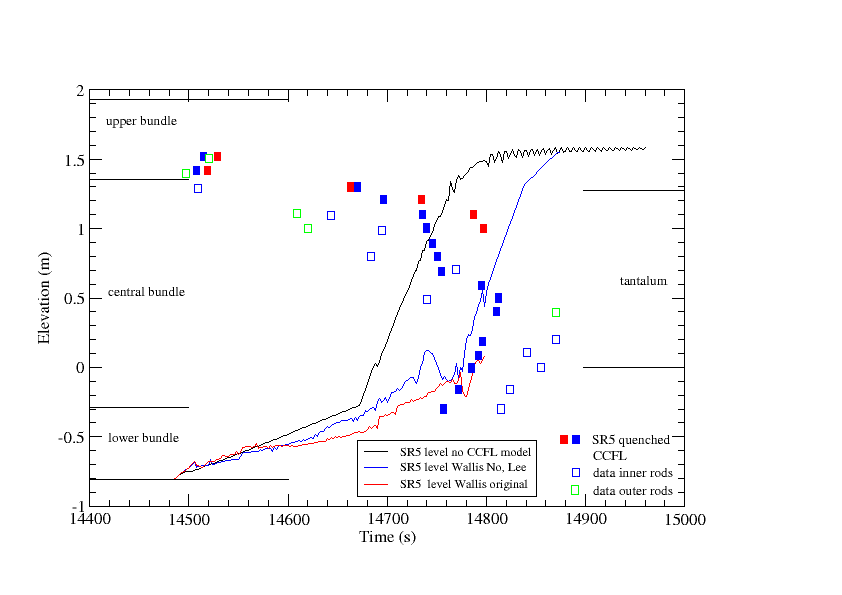 2
upper bundle
1.5
1
tantalum
Elevation (m)
central bundle
0.5
0
lower bundle
-0.5
SR5 level no CCFL model
SR5 level Wallis No, Lee
SR5  level Wallis original
SR5 quenched
CCFL
data inner rods
data outer rods
-1
14400 14500 14600 14700 14800 14900 15000
Time (s)